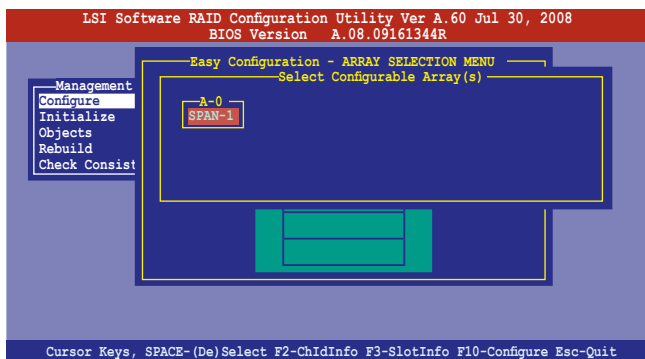 LSI Software RAID Configuration Utility Ver A.60 Jul 30, 2008
BIOS Version A.08.09161344R
Easy Configuration - ARRAY SELECTION MENU
Select Configurable Array(s)
Management
Configure
Initialize
Objects
Rebuild
Check Consist
A-0
SPAN-1
Cursor Keys, SPACE-(De)Select F2-ChIdInfo F3-SlotInfo F10-Configure Esc-Quit